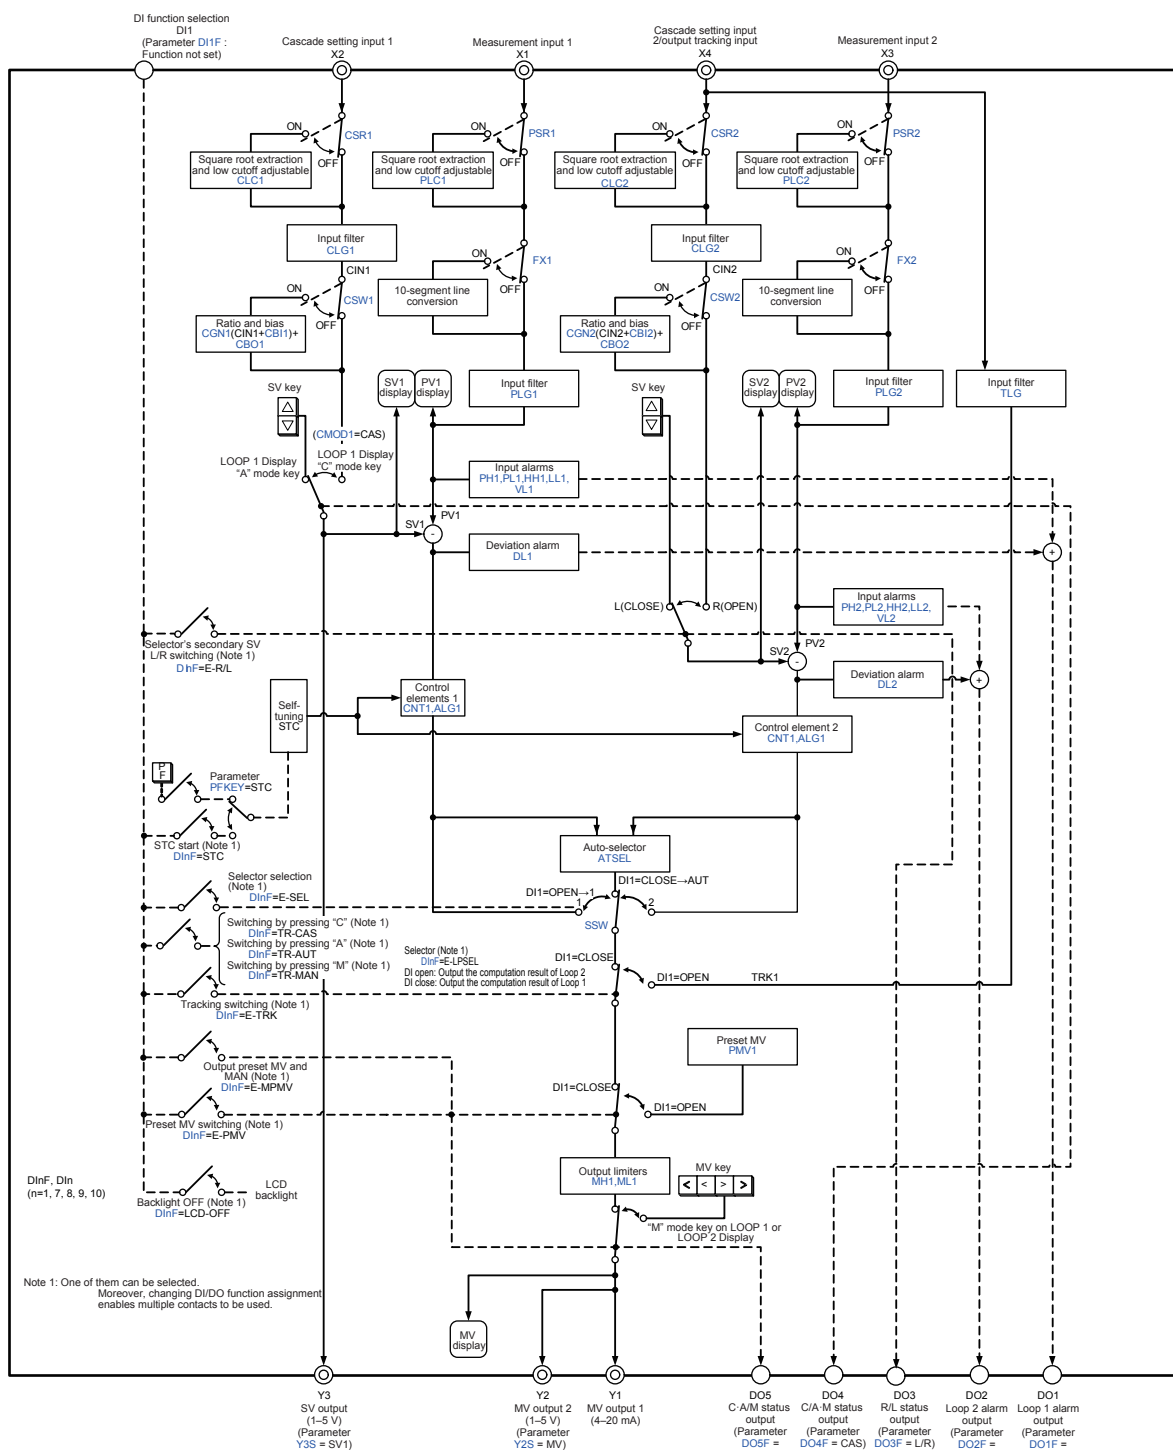 DI function selection
DI1
(Parameter DI1F :
Function not set)
Cascade setting input 1
X2
Measurement input 1
X1
Cascade setting input
2/output tracking input
X4
Measurement input 2
X3
ON
CSR1
OFF
Square root extraction
and low cutoff adjustable
CLC1
ON
PSR1
OFF
Square root extraction
and low cutoff adjustable
PLC1
ON
CSR2
OFF
Square root extraction
and low cutoff adjustable
CLC2
ON
PSR2
OFF
Square root extraction
and low cutoff adjustable
PLC2
Input filter
CLG1
CIN1
ON
CSW1
OFF
Ratio and bias
CGN1(CIN1+CBI1)+
CBO1
ON
FX1
OFF
10-segment line
conversion
Input filter
CLG2
CIN2
ON
CSW2
OFF
Ratio and bias
CGN2(CIN2+CBI2)+
CBO2
ON
FX2
OFF
10-segment line
conversion
SV key
△
▽
SV1
display
PV1
display
Input filter
PLG1
SV key
△
▽
SV2
display
PV2
display
Input filter
PLG2
Input filter
TLG
(CMOD1=CAS)
LOOP 1 Display
"A" mode key
LOOP 1 Display
"C" mode key
Input alarms
PH1,PL1,HH1,LL1,
VL1
SV1
PV1
-
Deviation alarm
DL1
+
L(CLOSE)
R(OPEN)
Input alarms
PH2,PL2,HH2,LL2,
VL2
SV2
PV2
-
Deviation alarm
DL2
+
Selector's secondary SV
L/R switching (Note 1)
DInF=E-R/L
Self-
tuning
STC
Control
elements 1
CNT1,ALG1
Control element 2
CNT1,ALG1
P
F
Parameter
PFKEY=STC
STC start (Note 1)
DInF=STC
Auto-selector
ATSEL
DI1=CLOSE→AUT
DI1=OPEN→1
1
2
SSW
Selector selection
(Note 1)
DInF=E-SEL
Switching by pressing "C" (Note 1)
DInF=TR-CAS
Switching by pressing "A" (Note 1)
DInF=TR-AUT
Switching by pressing "M" (Note 1)
DInF=TR-MAN
Selector (Note 1)
DInF=E-LPSEL
DI open: Output the computation result of Loop 2
DI close: Output the computation result of Loop 1
DI1=CLOSE
DI1=OPEN
TRK1
Tracking switching (Note 1)
DInF=E-TRK
Output preset MV and
MAN (Note 1)
DInF=E-MPMV
Preset MV
PMV1
DI1=CLOSE
DI1=OPEN
Preset MV switching (Note 1)
DInF=E-PMV
DInF, DIn
(n=1, 7, 8, 9, 10)
LCD
backlight
Backlight OFF (Note 1)
DInF=LCD-OFF
Output limiters
MH1,ML1
MV key
< < > >
"M" mode key on LOOP 1 or
LOOP 2 Display
Note 1: One of them can be selected.
Moreover, changing DI/DO function assignment
enables multiple contacts to be used.
MV
display
Y3
SV output
(1–5 V)
(Parameter
Y3S = SV1)
Y2
MV output 2
(1–5 V)
(Parameter
Y2S = MV)
Y1
MV output 1
(4–20 mA)
DO5
C·A/M status
output
(Parameter
DO5F =
DO4
C/A·M status
output
(Parameter
DO4F = CAS)
DO3
R/L status
output
(Parameter
DO3F = L/R)
DO2
Loop 2 alarm
output
(Parameter
DO2F =
DO1
Loop 1 alarm
output
(Parameter
DO1F =